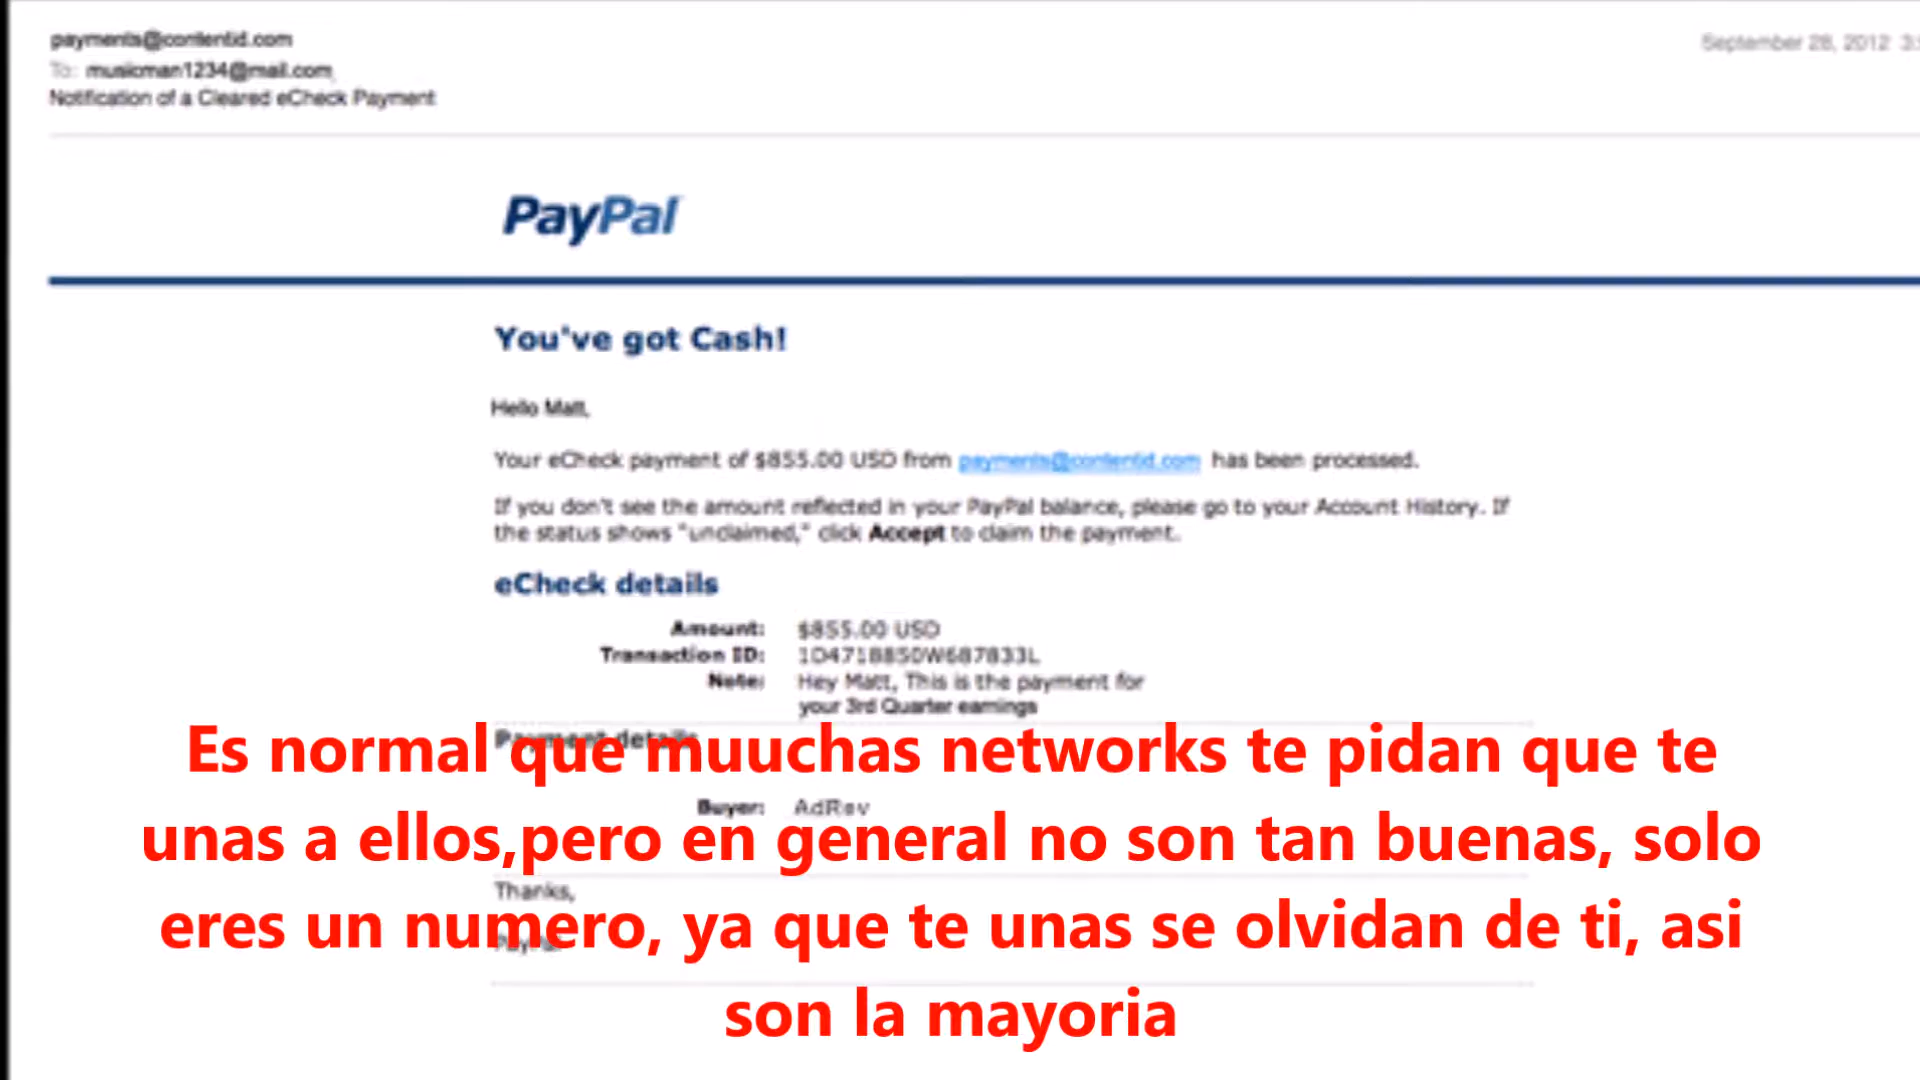 payments@contentid.com
September 28, 2012 3:
To: musicman1234@mail.com
Notification of a Cleared eCheck Payment
PayPal
You've got Cash!
Hello Matt,
Your eCheck payment of $855.00 USD from payments@contentid.com has been processed.
If you don't see the amount reflected in your PayPal balance, please go to your Account History. If
the status shows "unclaimed," click Accept to claim the payment.
eCheck details
Amount: $855.00 USD
Transaction ID: 1D471885DW687833L
Note: Hey Matt, This is the payment for
your 3rd Quarter earnings
Payment details
Es normal que muuchas networks te pidan que te
Buyer: AdRev
unas a ellos,pero en general no son tan buenas, solo
Thanks,
eres un numero, ya que te unas se olvidan de ti, asi
PayPal
son la mayoria